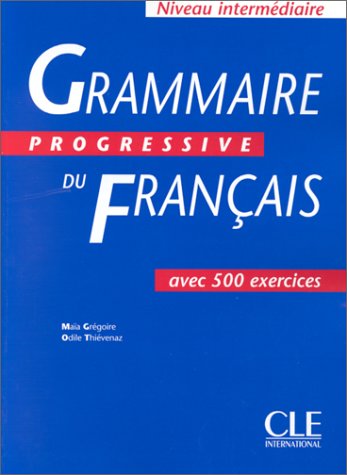 Niveau intermédiaire
GRAMMAIRE
PROGRESSIVE
DU FRANÇAIS
avec 500 exercices
Maïa Grégoire
Odile Thiévenaz
CLE
INTERNATIONAL